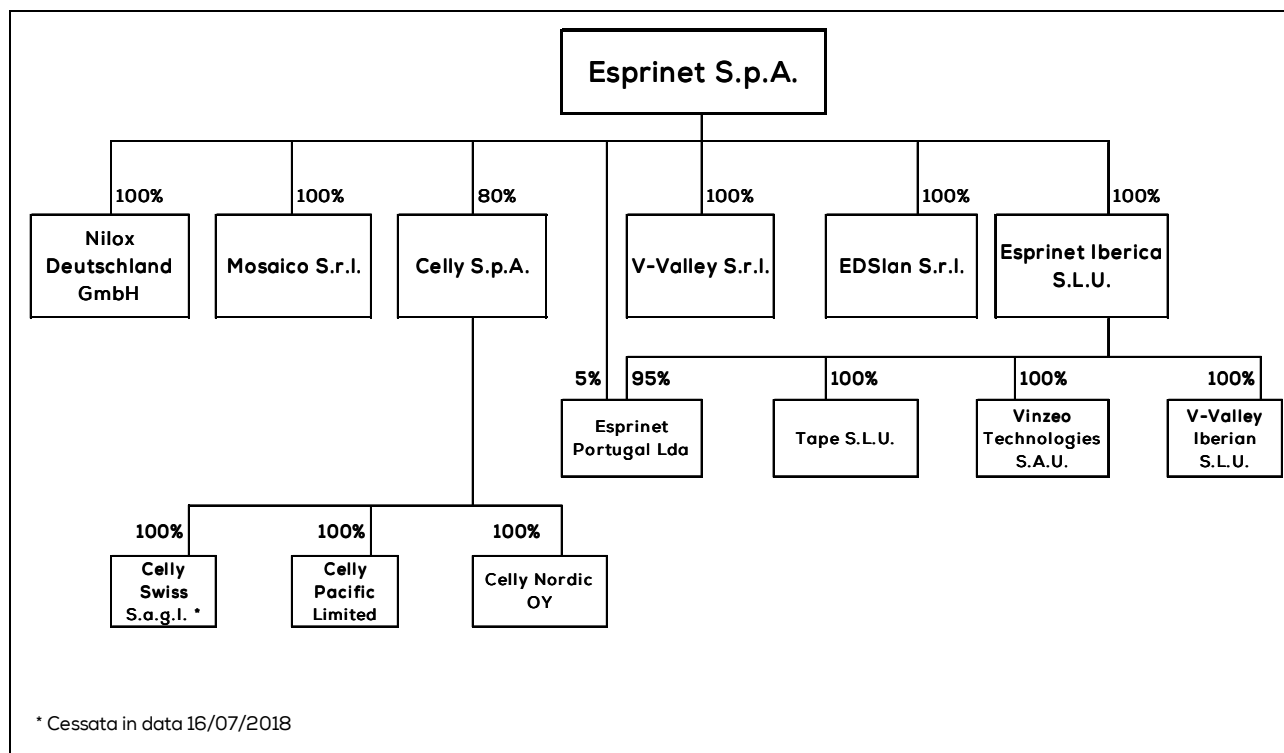 Esprinet S.p.A.
100%
100%
80%
100%
100%
100%
Nilox
Deutschland
GmbH
Mosaico S.r.l.
Celly S.p.A.
V-Valley S.r.l.
EDSlan S.r.l.
Esprinet Iberica
S.L.U.
5%
95%
100%
100%
100%
Esprinet
Portugal Lda
Tape S.L.U.
Vinzeo
Technologies
S.A.U.
V-Valley
Iberian
S.L.U.
100%
100%
100%
Celly
Swiss
S.a.g.l. *
Celly
Pacific
Limited
Celly Nordic
OY
* Cessata in data 16/07/2018